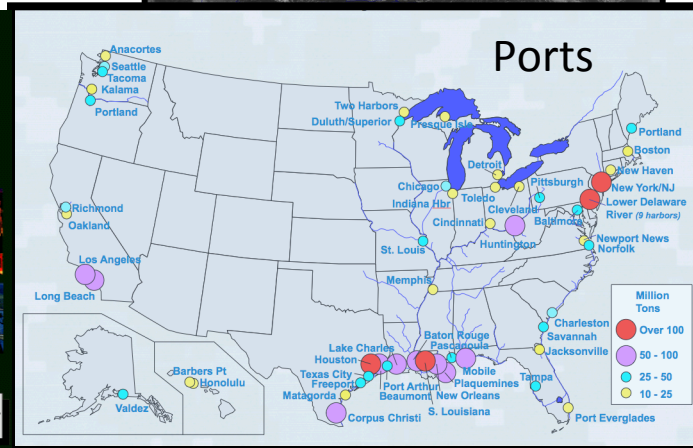 Ports
Anacortes
Seattle
Tacoma
Kalama
Portland
Two Harbors
Duluth/Superior
Presque Isle
Portland
Boston
New Haven
New York/NJ
Lower Delaware
River (9 harbors)
Detroit
Pittsburgh
Chicago
Indiana Hbr
Toledo
Cleveland
Baltimore
Cincinnati
Huntington
Newport News
Norfolk
Richmond
Oakland
St. Louis
Los Angeles
Long Beach
Memphis
Charleston
Savannah
Jacksonville
Baton Rouge
Pascagoula
Lake Charles
Houston
Mobile
Texas City
Port Arthur
Plaquemines
Tampa
Freeport
Beaumont
New Orleans
Matagorda
S. Louisiana
Corpus Christi
Port Everglades
Barbers Pt
Honolulu
Valdez
Million
Tons
Over 100
50 - 100
25 - 50
10 - 25